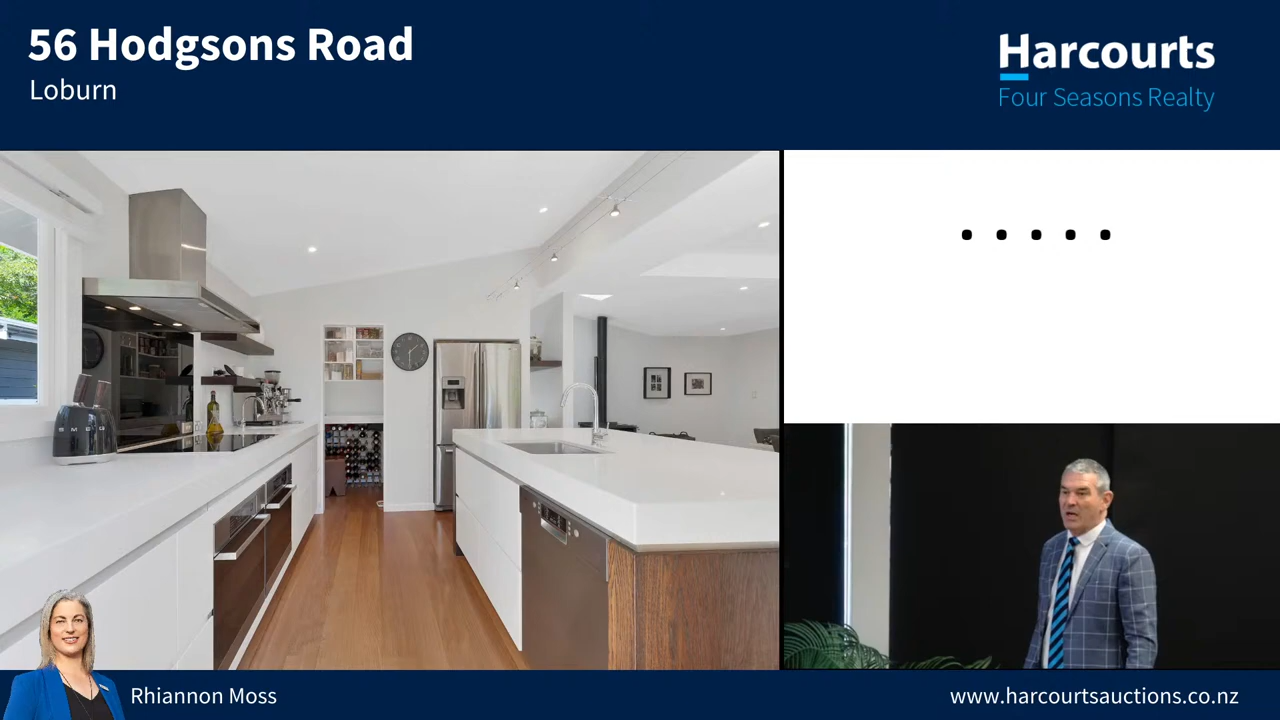 56 Hodgsons Road
Loburn
Harcourts
Four Seasons Realty
. . . . .
SMEG
Rhiannon Moss
www.harcourtsauctions.co.nz